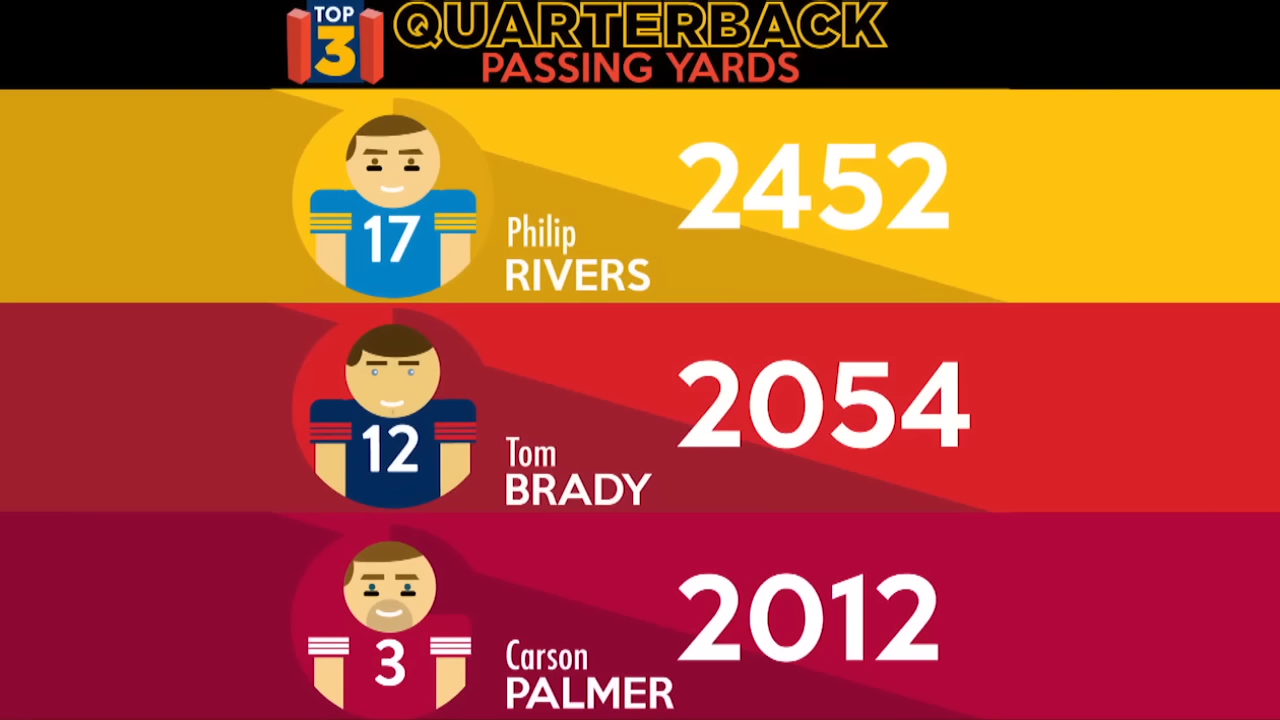 TOP
3
QUARTERBACK
PASSING YARDS
17
Philip
RIVERS
2452
12
Tom
BRADY
2054
3
Carson
PALMER
2012